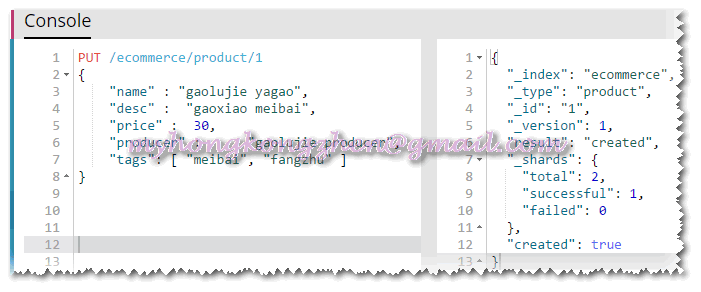 Console
1 PUT /ecommerce/product/1
2 {
3 "name" : "gaolujie yagao",
4 "desc" : "gaoxiao meibai",
5 "price" : 30,
6 "producer" : "gaolujie producer",
7 "tags": [ "meibai", "fangzhu" ]
8 }
9
10
11
12
13
1 {
2 "_index": "ecommerce",
3 "_type": "product",
4 "_id": "1",
5 "_version": 1,
6 "result": "created",
7 "_shards": {
8 "total": 2,
9 "successful": 1,
10 "failed": 0
11 },
12 "created": true
13 }